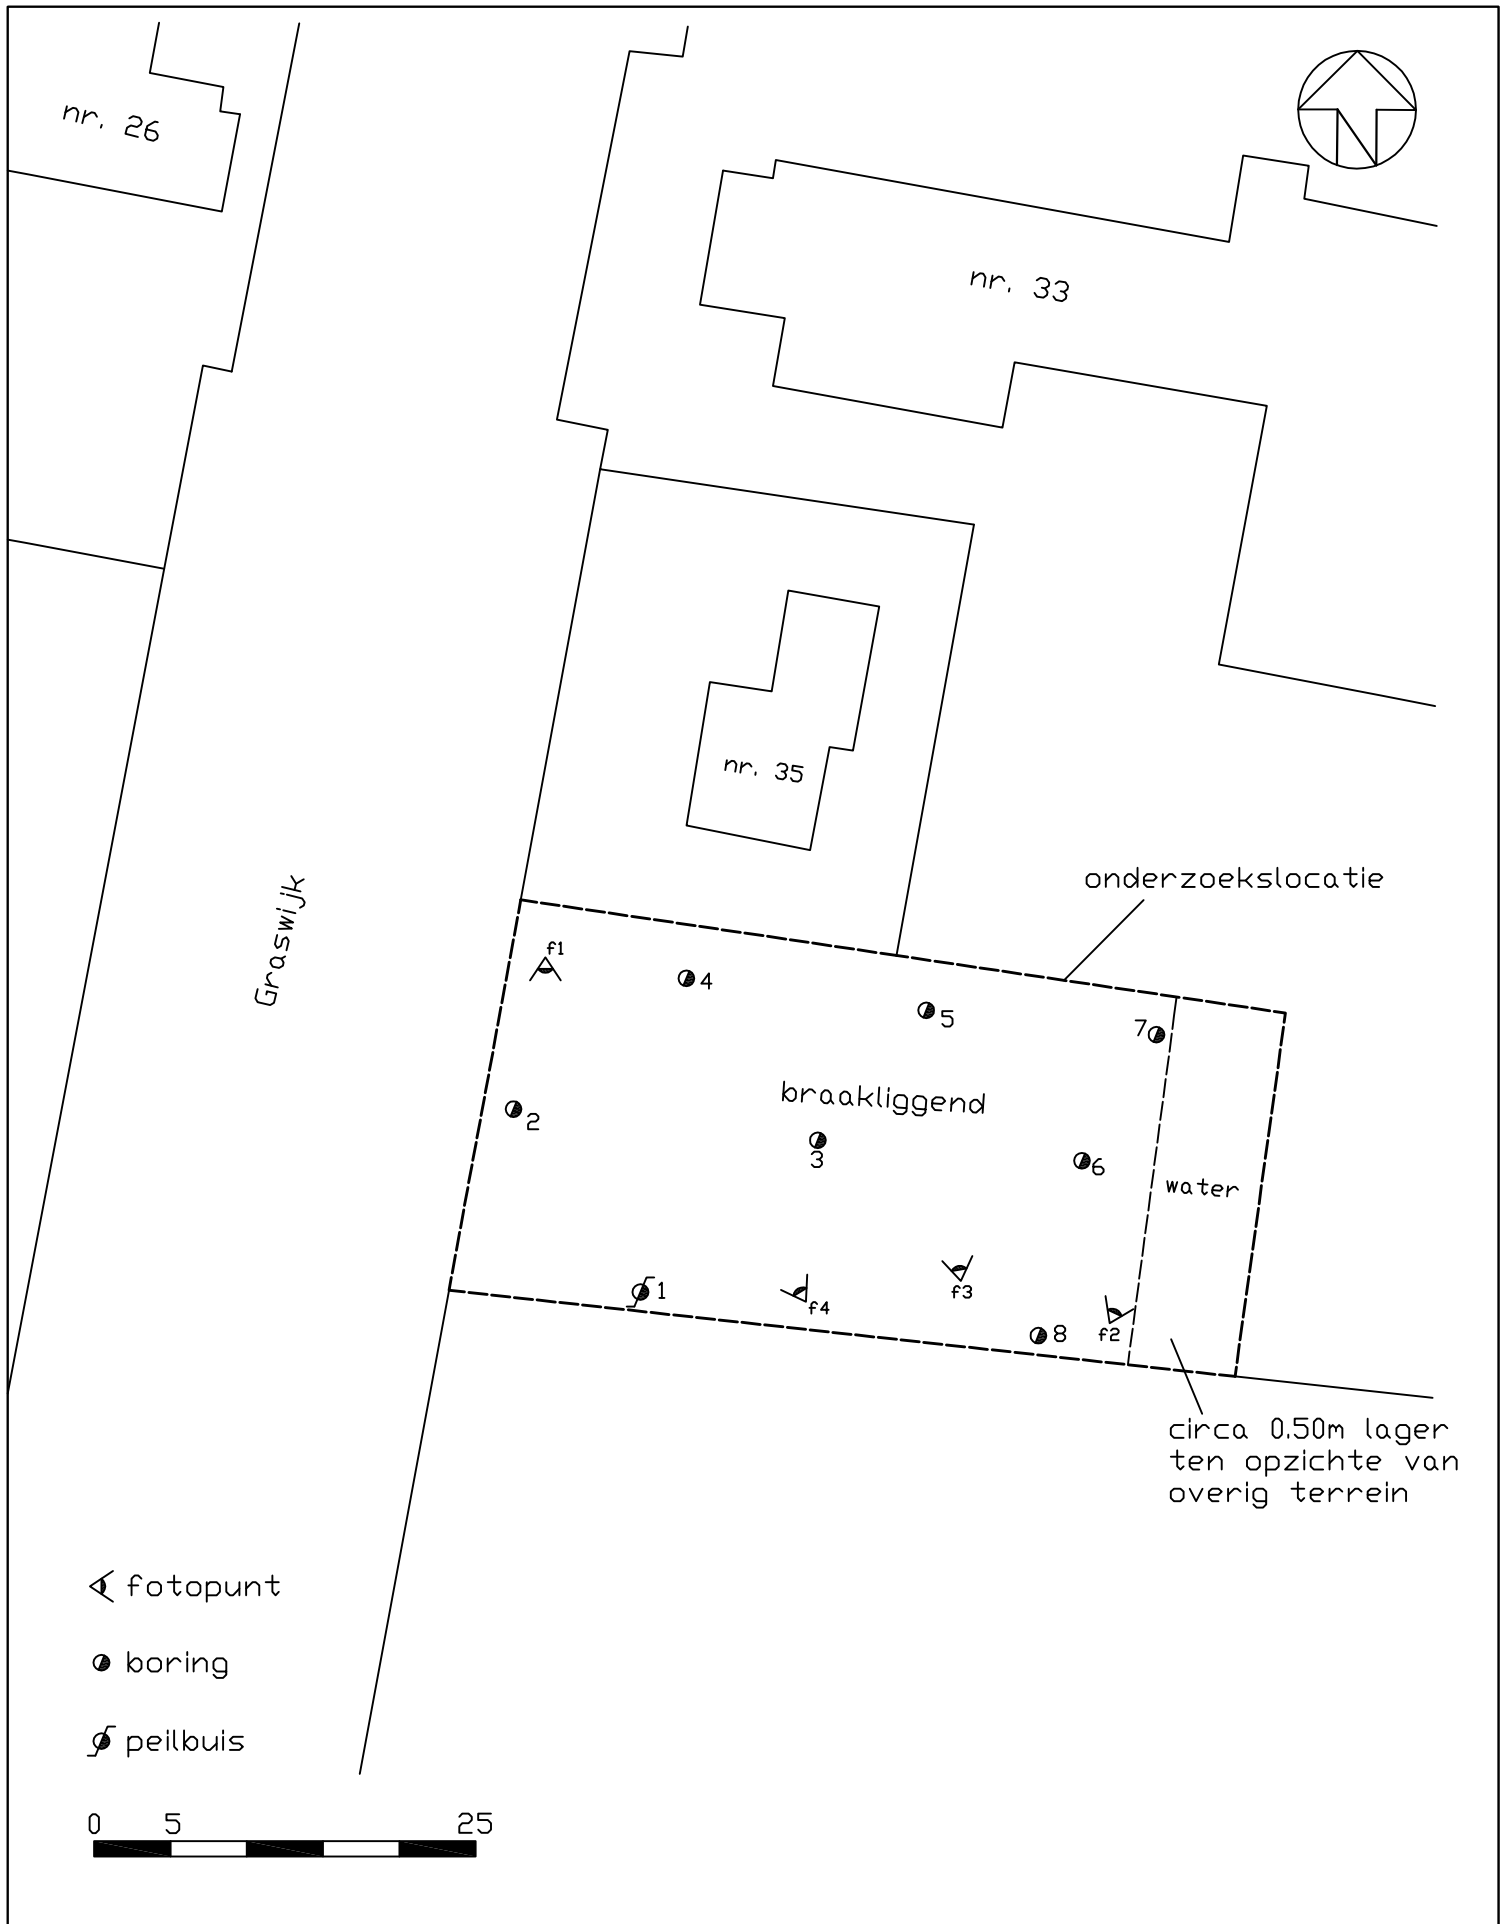 N
nr. 26
nr. 33
nr. 35
onderzoekslocatie
Graswijk
f1
4
5
7
braakliggend
2
3
6
water
1
f4
f3
f2
8
circa 0.50m lager
ten opzichte van
overig terrein
fotopunt
boring
peilbuis
0 5 25